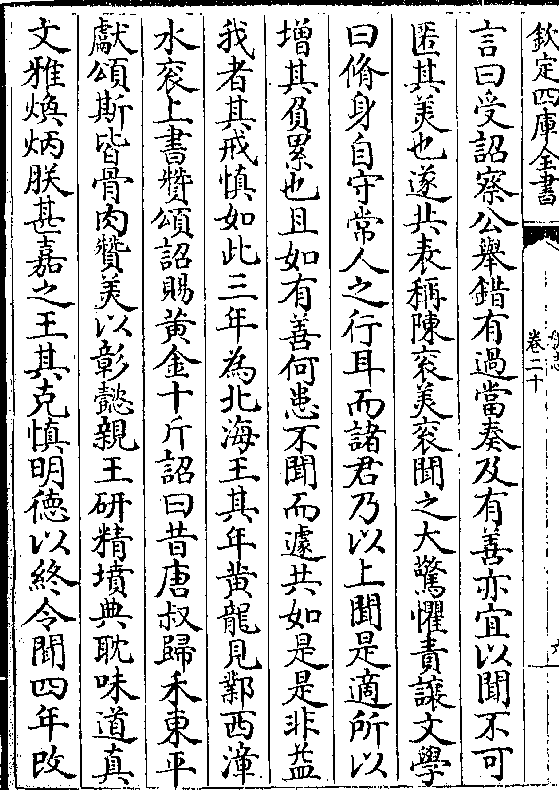 欽定四庫全書
卷二十
言曰受詔察公舉錯有過當奏及有善亦宜以聞不可
匿其美也遂共表稱陳衮美衮聞之大驚懼責讓文學
曰脩身自守常人之行耳而諸君乃以上聞是適所以
增其負累也且如有善何患不聞而遽共如是是非益
我者其戒慎如此三年為北海王其年黄龍見鄴西漳
水衮上書贊頌詔賜黄金十斤詔曰昔唐叔歸禾東平
獻頌斯皆骨肉贊美以彰懿親王研精墳典耽味道真
文雅焕炳朕甚嘉之王其克慎明德以終令聞四年改